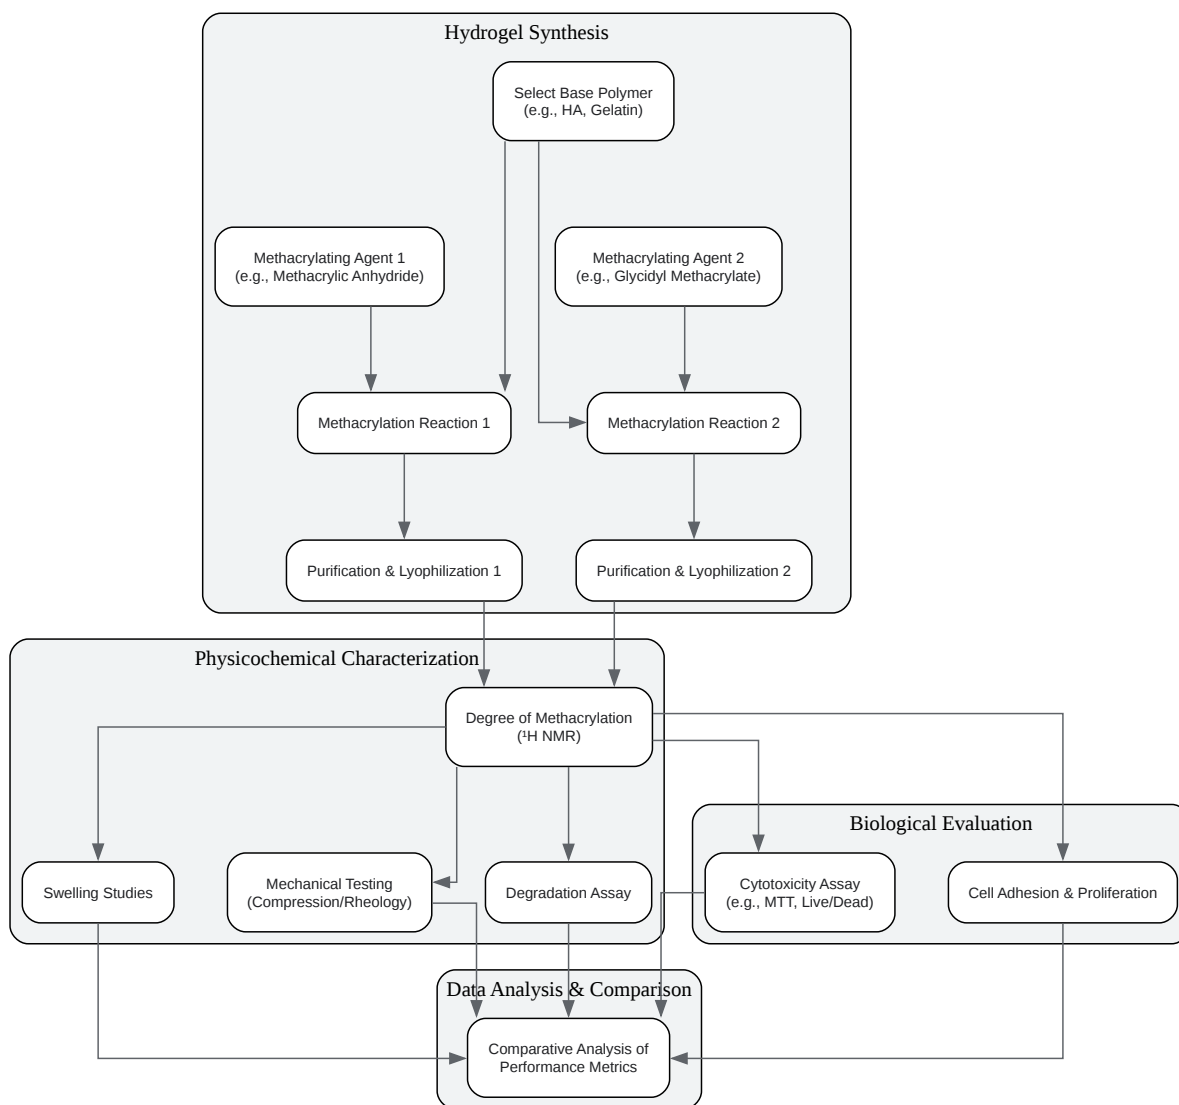 Hydrogel Synthesis
Select Base Polymer
(e.g., HA, Gelatin)
Methacrylating Agent 1
(e.g., Methacrylic Anhydride)
Methacrylating Agent 2
(e.g., Glycidyl Methacrylate)
Methacrylation Reaction 1
Methacrylation Reaction 2
Purification & Lyophilization 1
Purification & Lyophilization 2
Physicochemical Characterization
Degree of Methacrylation
(¹H NMR)
Biological Evaluation
Swelling Studies
Mechanical Testing
(Compression/Rheology)
Degradation Assay
Cytotoxicity Assay
(e.g., MTT, Live/Dead)
Cell Adhesion & Proliferation
Data Analysis & Comparison
Comparative Analysis of
Performance Metrics